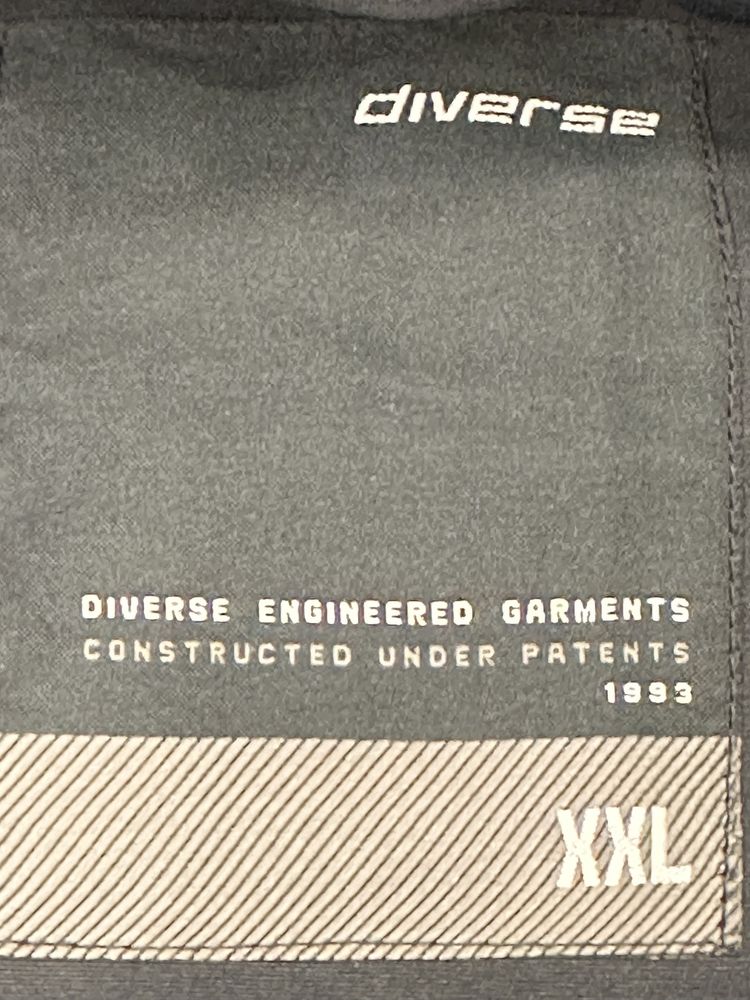 diverse
DIVERSE ENGINEERED GARMENTS
CONSTRUCTED UNDER PATENTS
1993
XXL